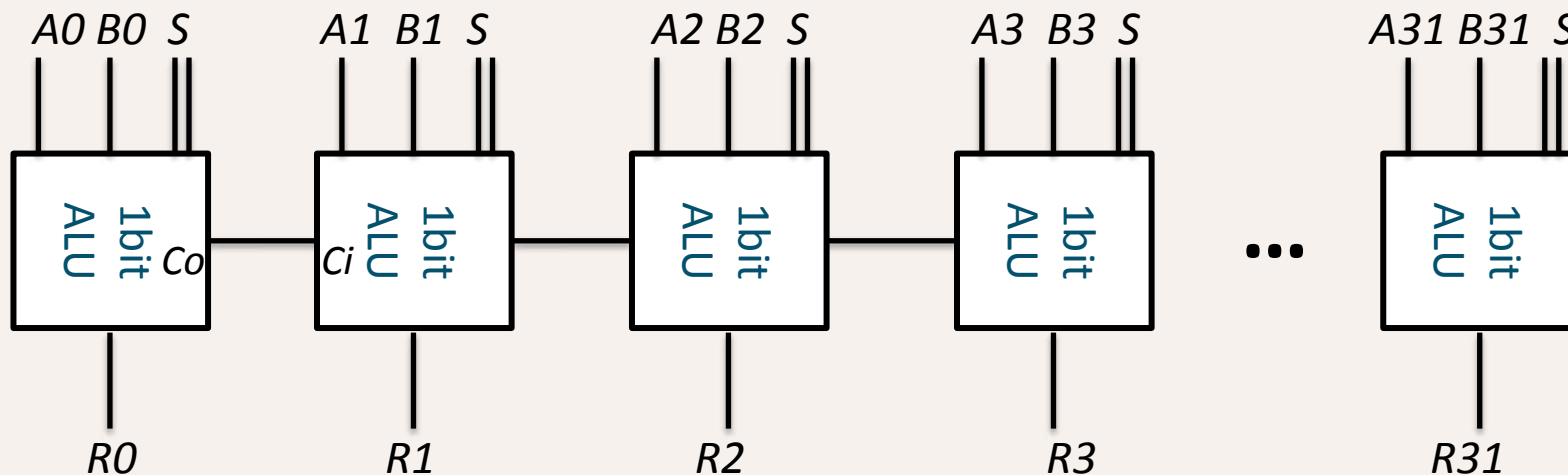 A0 B0 S A1 B1 S A2 B2 S A3 B3 S A31 B31 S
1bit
ALU
Co
Ci
1bit
ALU
1bit
ALU
1bit
ALU
...
1bit
ALU
R0 R1 R2 R3 R31